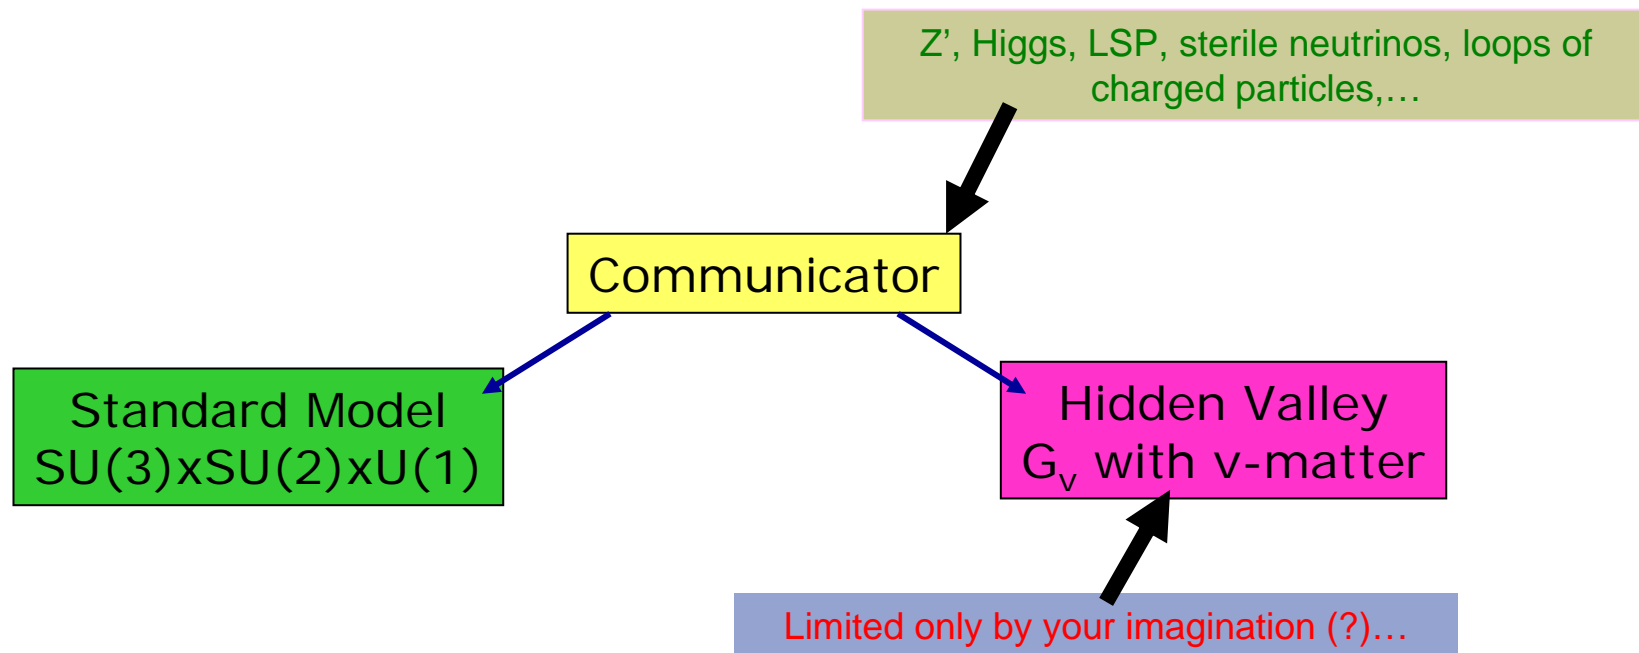 Z’, Higgs, LSP, sterile neutrinos, loops of
charged particles,…
Communicator
Standard Model
SU(3)xSU(2)xU(1)
Hidden Valley
Gᵥ with v-matter
Limited only by your imagination (?)…